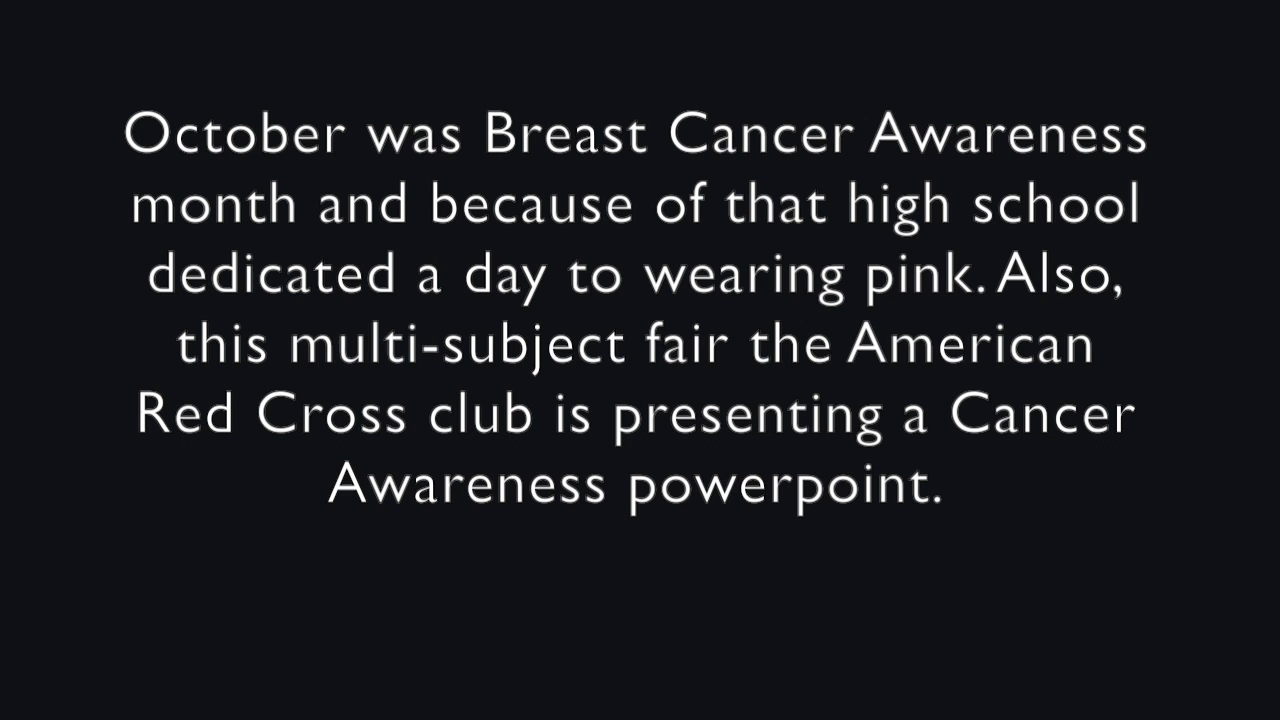 October was Breast Cancer Awareness
month and because of that high school
dedicated a day to wearing pink. Also,
this multi-subject fair the American
Red Cross club is presenting a Cancer
Awareness powerpoint.